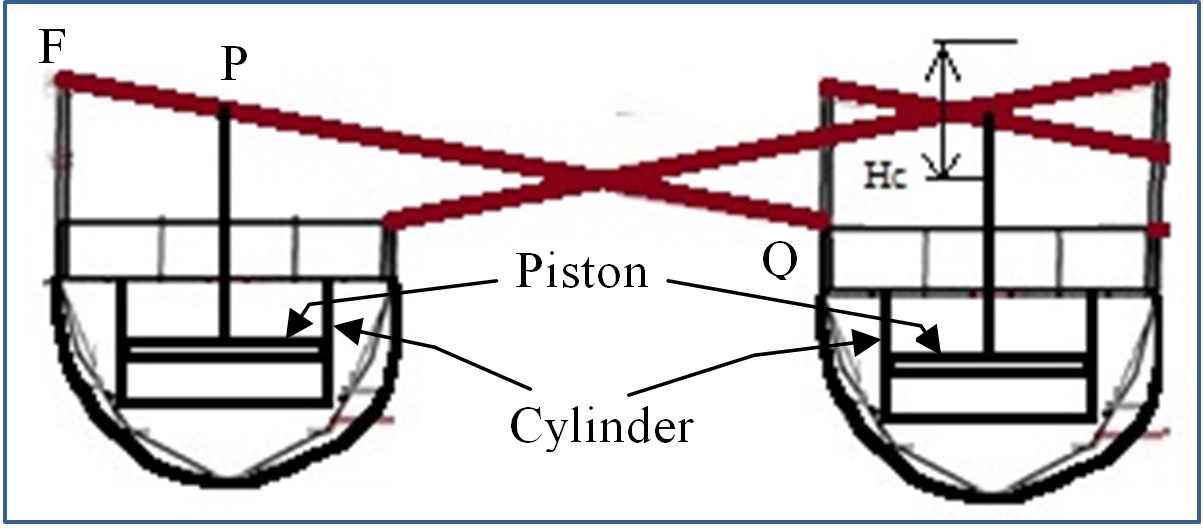 F
P
Hc
Q
Piston
Cylinder